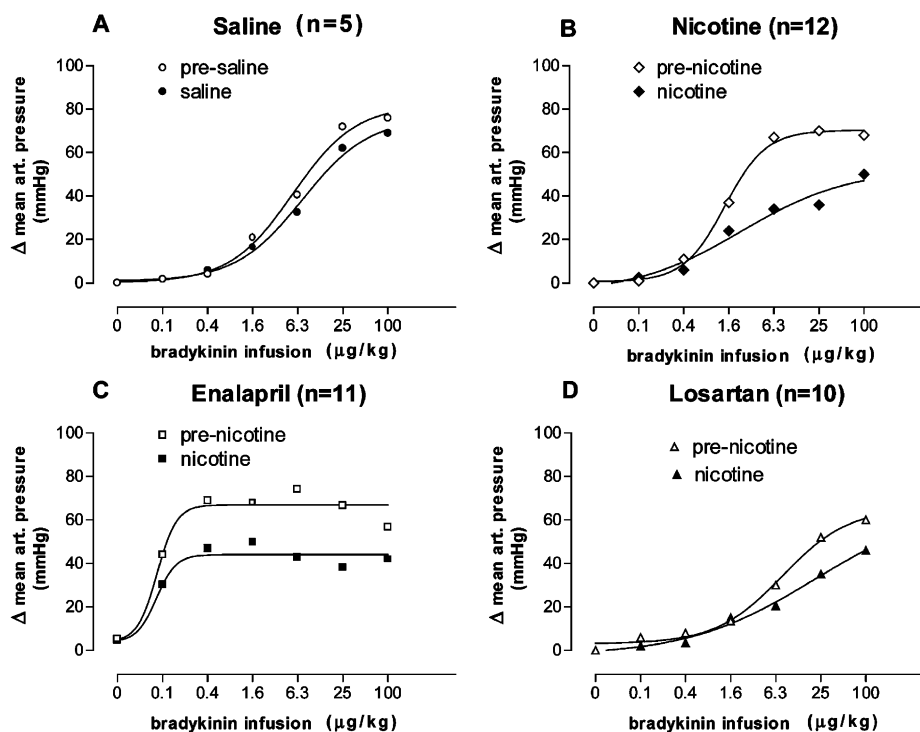 A Saline (n=5)
100
80
60
40
20
0
Δ mean art. pressure
(mmHg)
pre-saline
saline
0 0.1 0.4 1.6 6.3 25 100
bradykinin infusion (μg/kg)
B Nicotine (n=12)
100
80
60
40
20
0
Δ mean art. pressure
(mmHg)
pre-nicotine
nicotine
0 0.1 0.4 1.6 6.3 25 100
bradykinin infusion (μg/kg)
C Enalapril (n=11)
100
80
60
40
20
0
Δ mean art. pressure
(mmHg)
pre-nicotine
nicotine
0 0.1 0.4 1.6 6.3 25 100
bradykinin infusion (μg/kg)
D Losartan (n=10)
100
80
60
40
20
0
Δ mean art. pressure
(mmHg)
pre-nicotine
nicotine
0 0.1 0.4 1.6 6.3 25 100
bradykinin infusion (μg/kg)